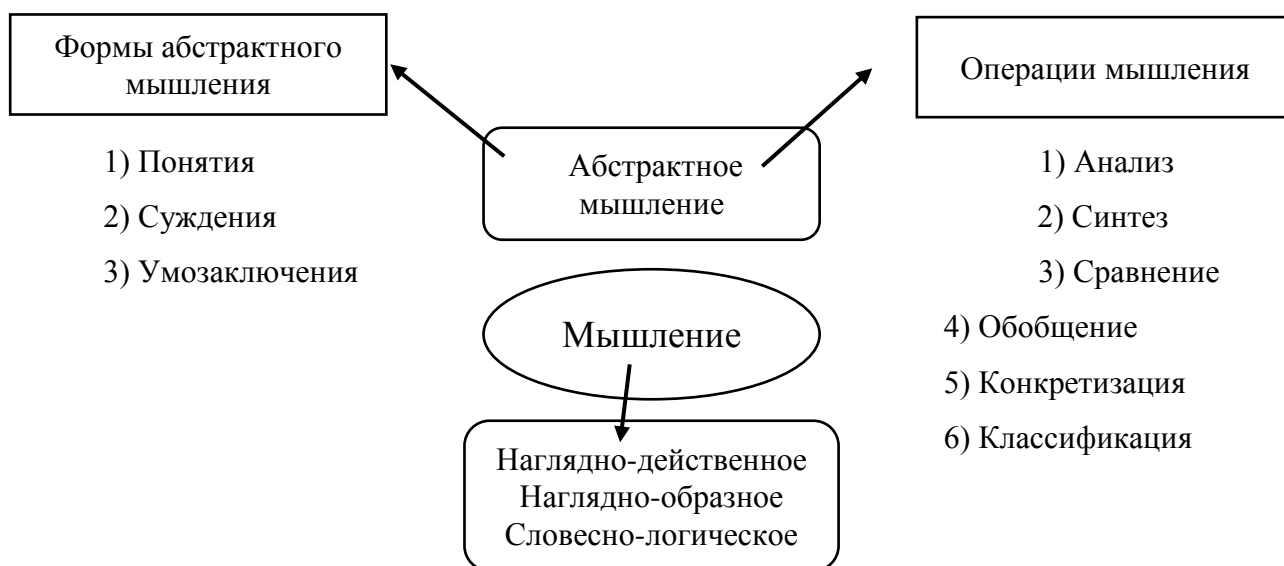 Формы абстрактного
мышления
Операции мышления
1) Понятия
2) Суждения
3) Умозаключения
Абстрактное
мышление
1) Анализ
2) Синтез
3) Сравнение
4) Обобщение
5) Конкретизация
6) Классификация
Мышление
Наглядно-действенное
Наглядно-образное
Словесно-логическое